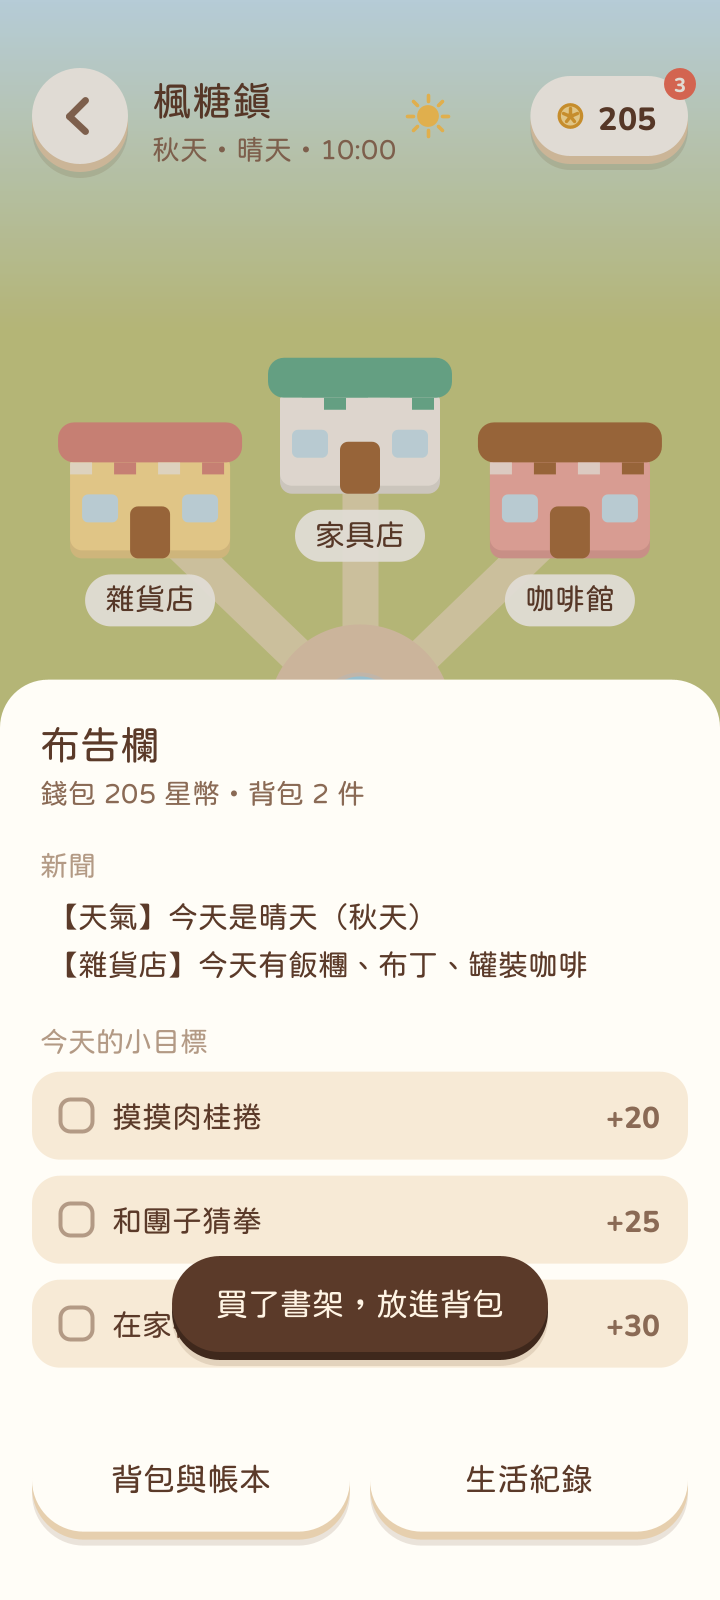 楓糖鎮
秋天・晴天・10:00
3
205
家具店
雜貨店
咖啡館
布告欄
錢包 205 星幣・背包 2 件
新聞
【天氣】今天是晴天（秋天）
【雜貨店】今天有飯糰、布丁、罐裝咖啡
今天的小目標
摸摸肉桂捲
+20
和團子猜拳
+25
在家
+30
買了書架，放進背包
背包與帳本
生活紀錄